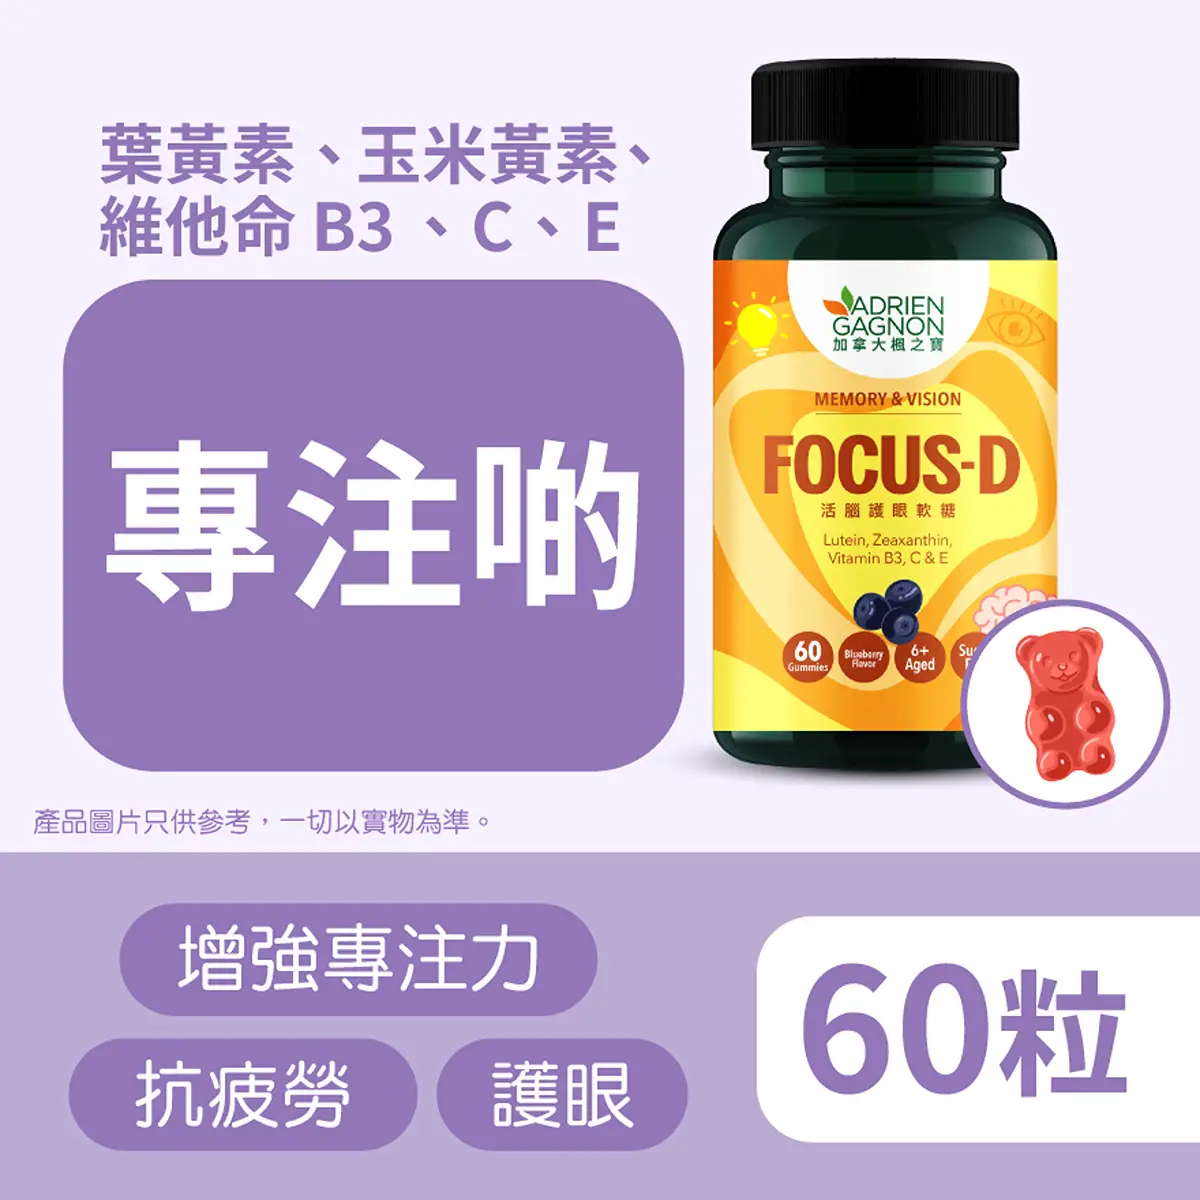 葉黃素、玉米黃素、
維他命 B3、C、E
專注啲
ADRIEN
GAGNON
加拿大楓之寶
MEMORY & VISION
FOCUS-D
活腦護眼軟糖
Lutein, Zeaxanthin,
Vitamin B3, C & E
60
Gummies
Blueberry
Flavor
6+
Aged
產品圖片只供參考，一切以實物為準。
增強專注力
抗疲勞
護眼
60粒